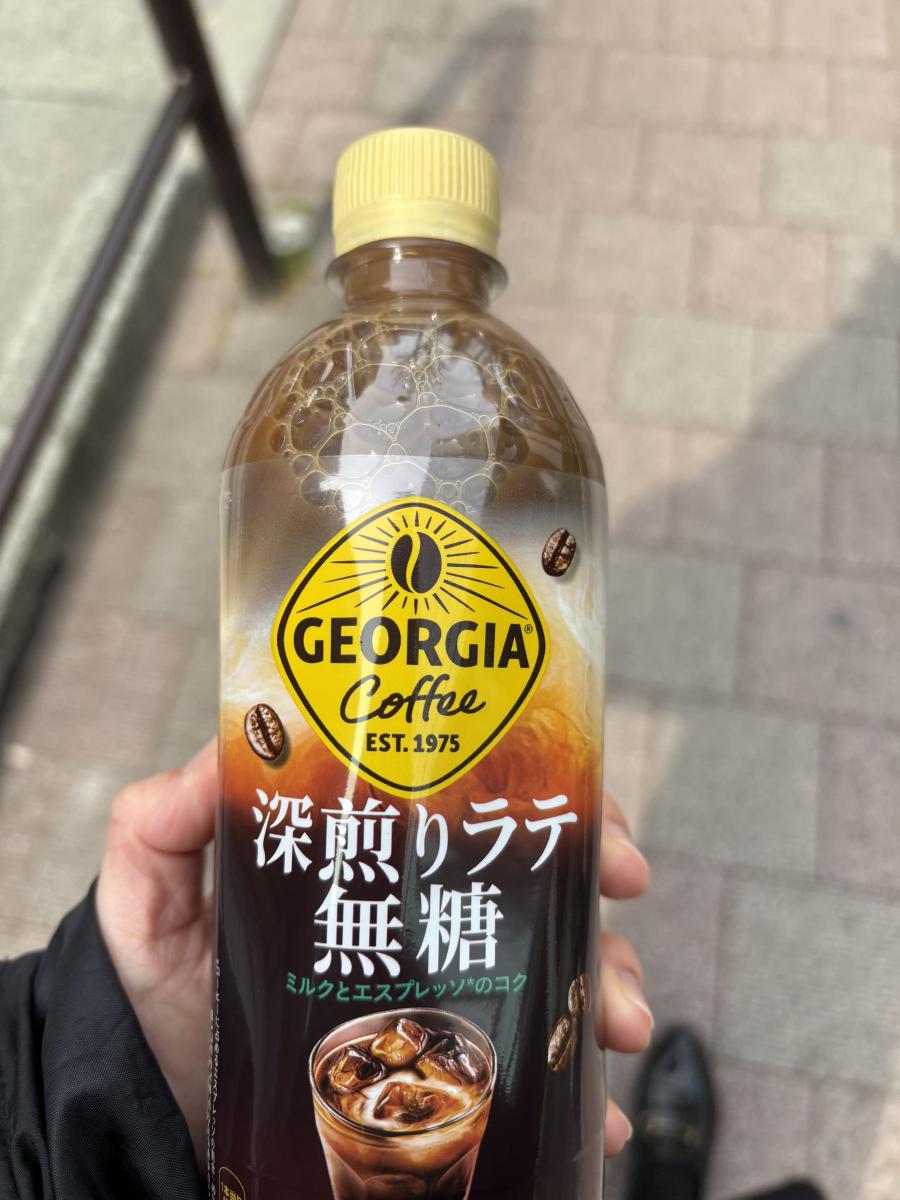 GEORGIA®
Coffee
EST. 1975
深煎りラテ
無糖
ミルクとエスプレッソ*のコク